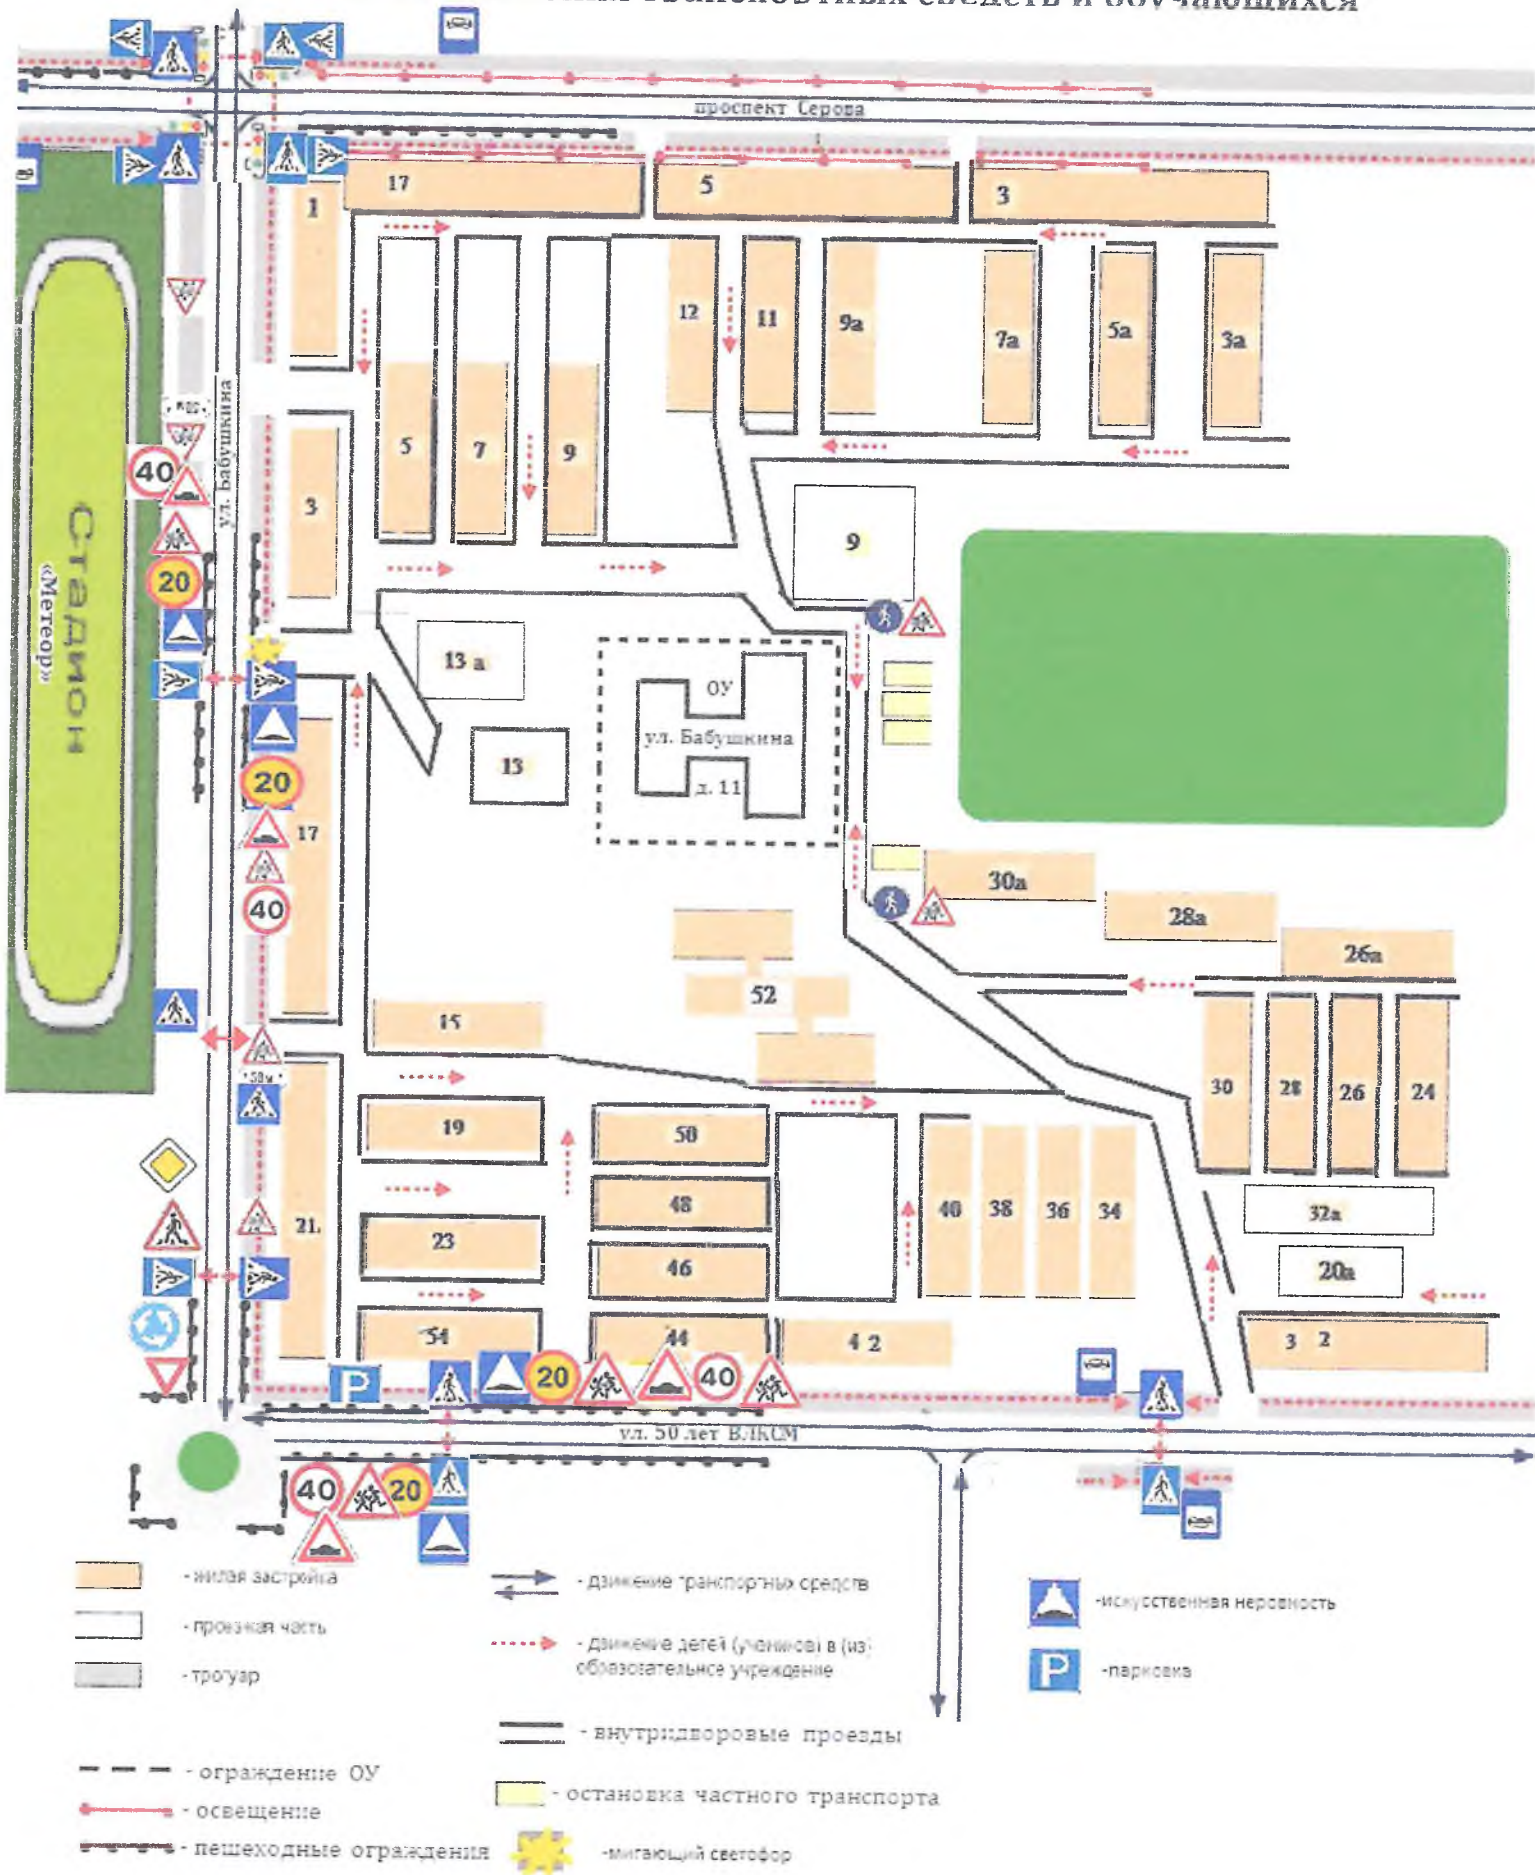 транспортных средств и обучающихся
проспект Серова
17
5
3
1
12
11
9а
7а
5а
3а
ул. Бабушкина
5
7
9
3
40
20
Стадион
«Метеор»
9
13 а
13
ОУ
ул. Бабушкина
д. 11
20
17
40
30а
28а
26а
52
15
30
28
26
24
19
50
48
46
44
23
54
21
40
38
36
34
4 2
32а
20а
3 2
P
20
40
ул. 50 лет ВЛКСМ
40
20
- жилая застройка
- проезжая часть
- тротуар
- движение транспортных средств
- движение детей (учеников) в (из)
образовательное учреждение
-искусственная неровность
P
-парковка
- внутридворовые проезды
- ограждение ОУ
- остановка частного транспорта
- освещение
- пешеходные ограждения
-мигающий светофор